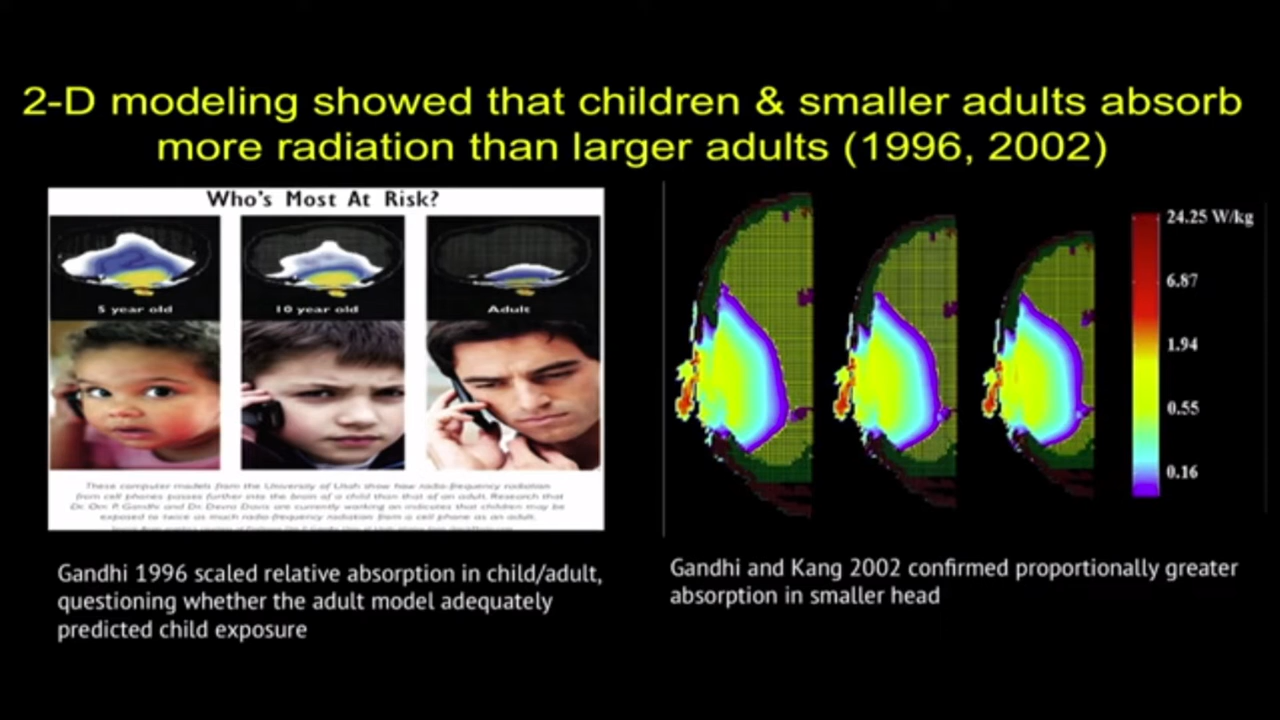 2-D modeling showed that children & smaller adults absorb
more radiation than larger adults (1996, 2002)
Who's Most At Risk?
5 year old
10 year old
Adult
These computer models from the University of Utah show how radio-frequency radiation
from cell phones passes further into the brain of a child than that of an adult. Research that
Dr. Om P. Gandhi and Dr. Devra Davis are currently working on indicates that children may be
exposed to twice as much radio-frequency radiation from a cell phone as an adult.
Gandhi 1996 scaled relative absorption in child/adult,
questioning whether the adult model adequately
predicted child exposure
24.25 W/kg
6.87
1.94
0.55
0.16
Gandhi and Kang 2002 confirmed proportionally greater
absorption in smaller head